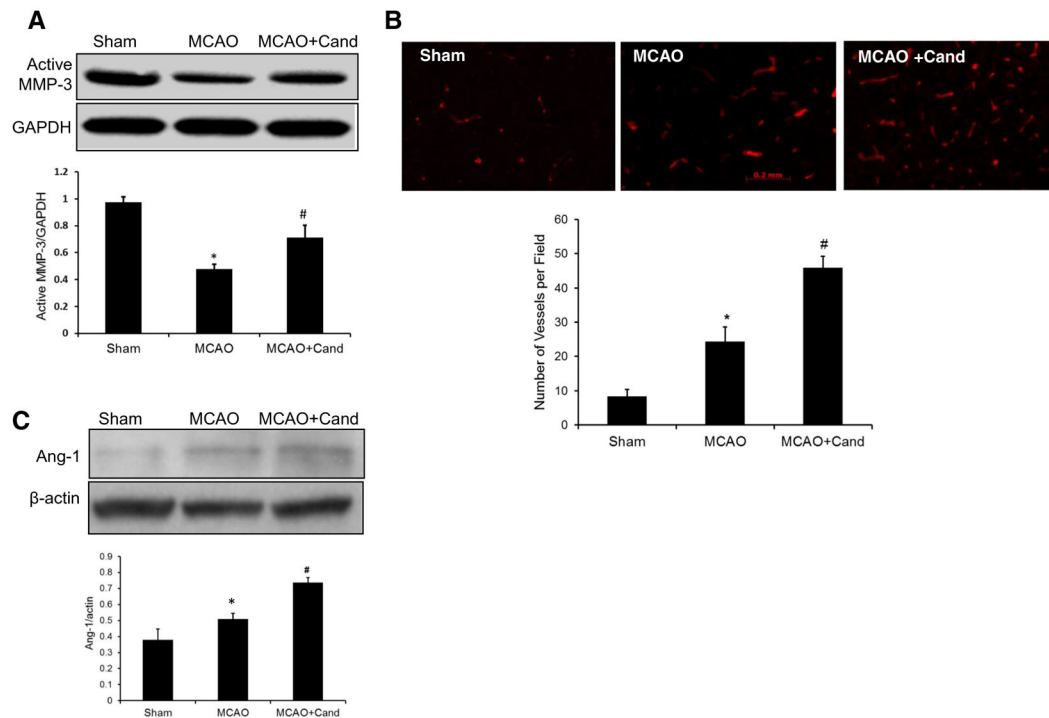 A
Sham MCAO MCAO+Cand
Active
MMP-3
GAPDH
Active MMP-3/GAPDH
1.2
1
0.8
0.6
0.4
0.2
0
*
#
Sham MCAO MCAO+Cand
B
Sham
MCAO
MCAO +Cand
0.2 mm
Number of Vessels per Field
60
50
40
30
20
10
0
*
#
Sham MCAO MCAO+Cand
C
Sham MCAO MCAO+Cand
Ang-1
β-actin
Ang-1/actin
0.9
0.8
0.7
0.6
0.5
0.4
0.3
0.2
0.1
0
*
#
Sham MCAO MCAO+Cand